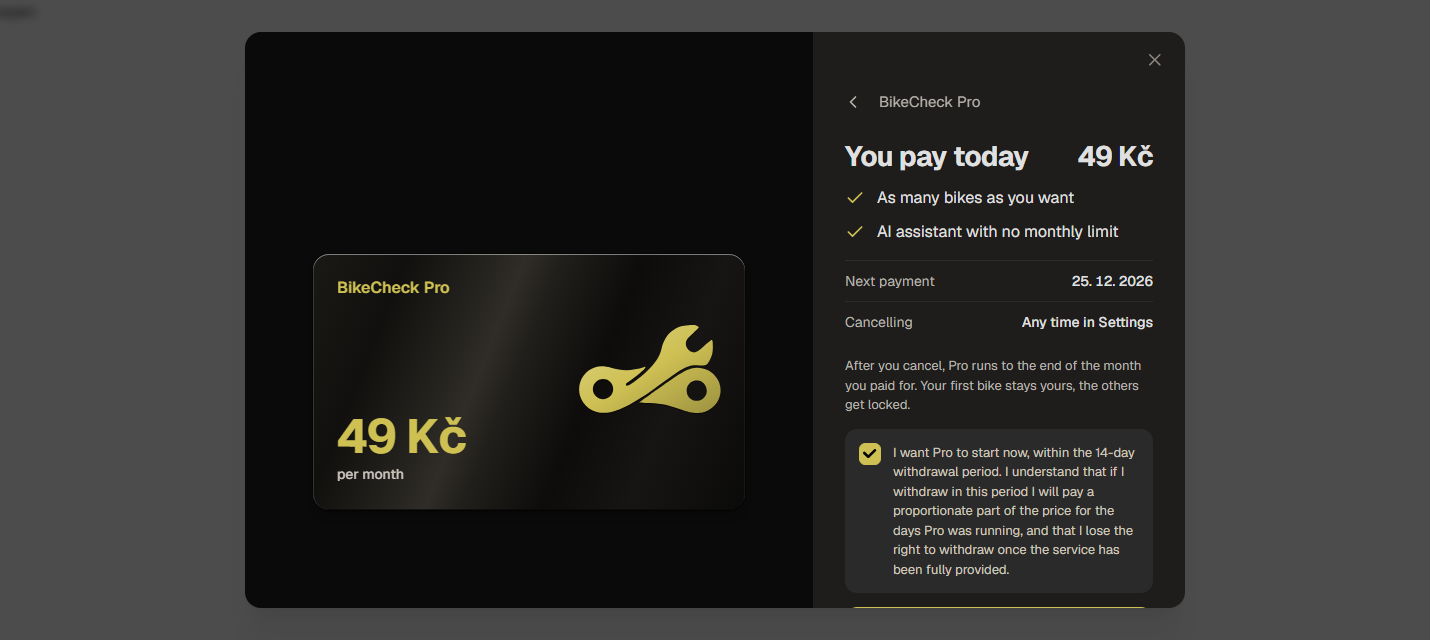 BikeCheck Pro
49 Kč
per month
BikeCheck Pro
You pay today 49 Kč
As many bikes as you want
AI assistant with no monthly limit
Next payment 25. 12. 2026
Cancelling Any time in Settings
After you cancel, Pro runs to the end of the month
you paid for. Your first bike stays yours, the others
get locked.
I want Pro to start now, within the 14-day
withdrawal period. I understand that if I
withdraw in this period I will pay a
proportionate part of the price for the
days Pro was running, and that I lose the
right to withdraw once the service has
been fully provided.